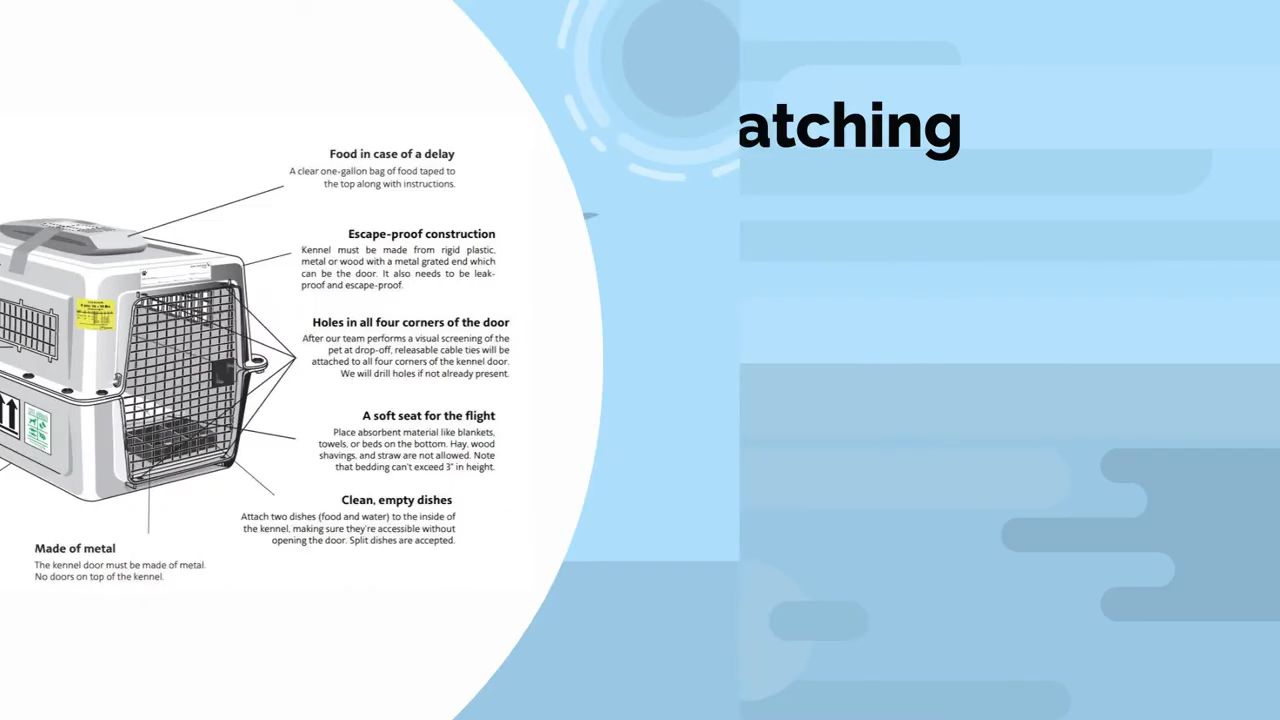 atching
Food in case of a delay
A clear one-gallon bag of food taped to
the top along with instructions.
Escape-proof construction
Kennel must be made from rigid plastic,
metal or wood with a metal grated end which
can be the door. It also needs to be leak-
proof and escape-proof.
Holes in all four corners of the door
After our team performs a visual screening of the
pet at drop-off, releasable cable ties will be
attached to all four corners of the kennel door.
We will drill holes if not already present.
A soft seat for the flight
Place absorbent material like blankets,
towels, or beds on the bottom. Hay, wood
shavings, and straw are not allowed. Note
that bedding can't exceed 3" in height.
Clean, empty dishes
Attach two dishes (food and water) to the inside of
the kennel, making sure they're accessible without
opening the door. Split dishes are accepted.
Made of metal
The kennel door must be made of metal.
No doors on top of the kennel.